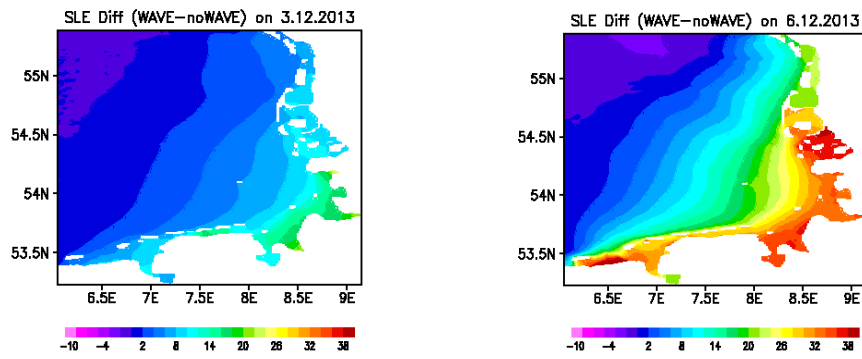 SLE Diff (WAVE-noWAVE) on 3.12.2013
55N
54.5N
54N
53.5N
6.5E 7E 7.5E 8E 8.5E 9E
-10 -4 2 8 14 20 26 32 38
SLE Diff (WAVE-noWAVE) on 6.12.2013
55N
54.5N
54N
53.5N
6.5E 7E 7.5E 8E 8.5E 9E
-10 -4 2 8 14 20 26 32 38